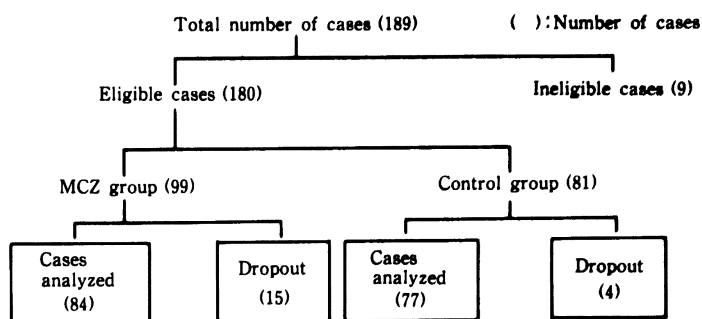 Total number of cases (189)
( ):Number of cases
Eligible cases (180)
Ineligible cases (9)
MCZ group (99)
Control group (81)
Cases
analyzed
(84)
Dropout
(15)
Cases
analyzed
(77)
Dropout
(4)